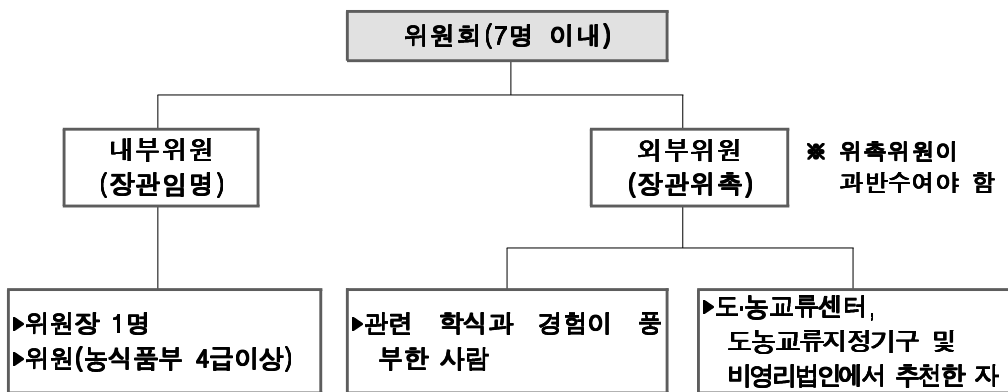 위원회(7명 이내)
내부위원
(장관임명)
외부위원
(장관위촉)
※ 위촉위원이
과반수여야 함
▶위원장 1명
▶위원(농식품부 4급이상)
▶관련 학식과 경험이 풍
부한 사람
▶도·농교류센터,
도농교류지정기구 및
비영리법인에서 추천한 자